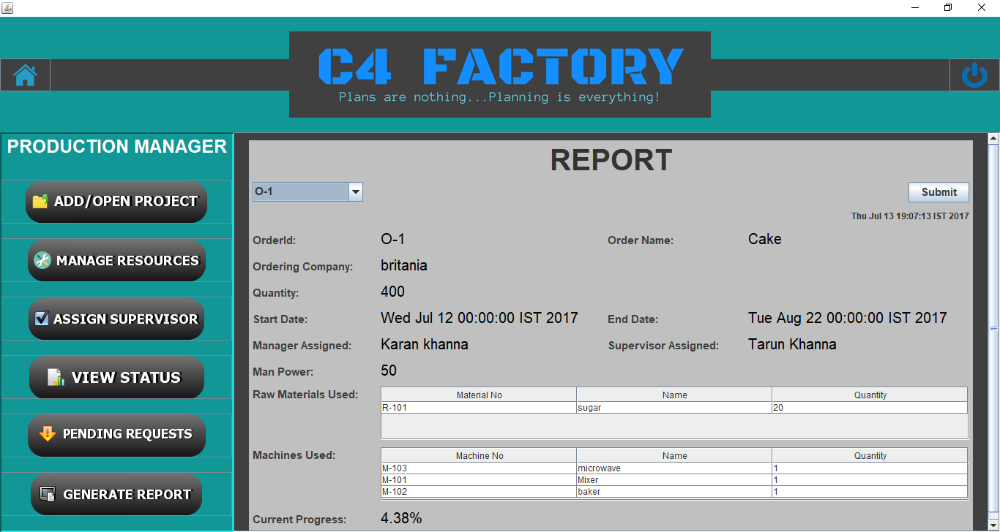 C4 FACTORY
Plans are nothing...Planning is everything!
PRODUCTION MANAGER
ADD/OPEN PROJECT
MANAGE RESOURCES
ASSIGN SUPERVISOR
VIEW STATUS
PENDING REQUESTS
GENERATE REPORT
REPORT
O-1 Submit
Thu Jul 13 19:07:13 IST 2017
OrderId: O-1 Order Name: Cake
Ordering Company: britania
Quantity: 400
Start Date: Wed Jul 12 00:00:00 IST 2017 End Date: Tue Aug 22 00:00:00 IST 2017
Manager Assigned: Karan khanna Supervisor Assigned: Tarun Khanna
Man Power: 50
Raw Materials Used: Material No Name Quantity
R-101 sugar 20
Machines Used: Machine No Name Quantity
M-103 microwave 1
M-101 Mixer 1
M-102 baker 1
Current Progress: 4.38%